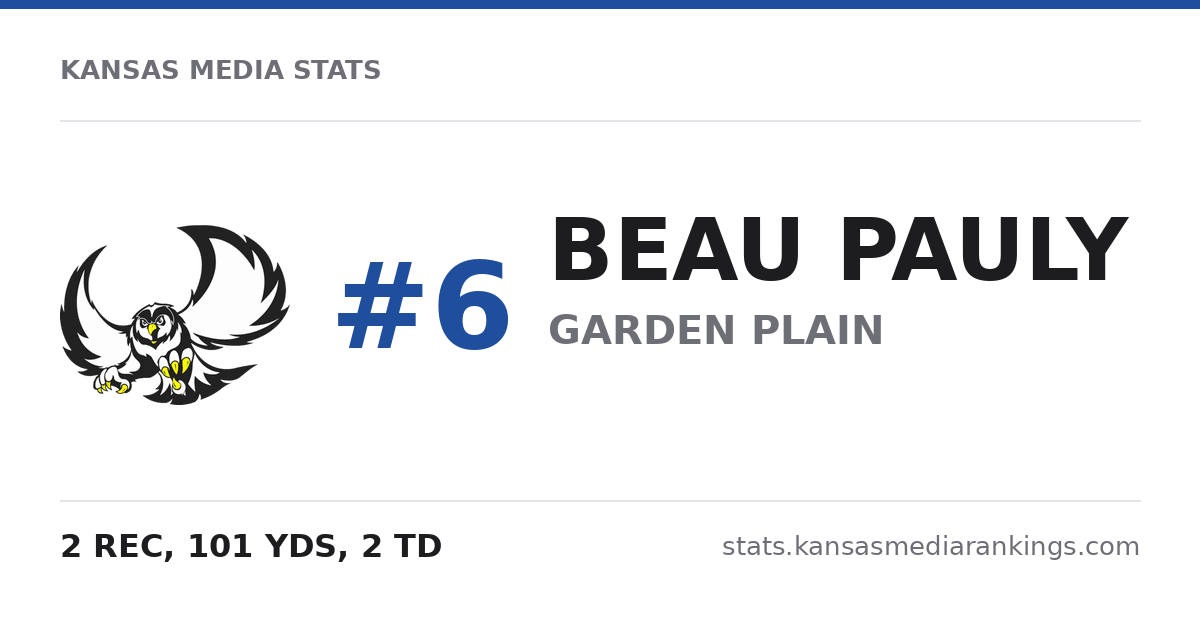 KANSAS MEDIA STATS
#6
BEAU PAULY
GARDEN PLAIN
2 REC, 101 YDS, 2 TD
stats.kansasmediarankings.com